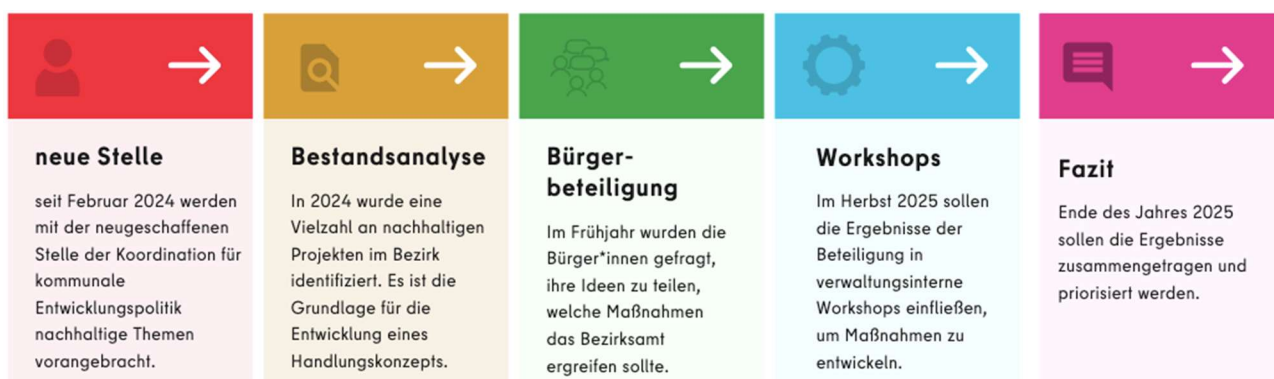 neue Stelle
seit Februar 2024 werden
mit der neugeschaffenen
Stelle der Koordination für
kommunale
Entwicklungspolitik
nachhaltige Themen
vorangebracht.
Bestandsanalyse
In 2024 wurde eine
Vielzahl an nachhaltigen
Projekten im Bezirk
identifiziert. Es ist die
Grundlage für die
Entwicklung eines
Handlungskonzepts.
Bürger-
beteiligung
Im Frühjahr wurden die
Bürger*innen gefragt,
ihre Ideen zu teilen,
welche Maßnahmen
das Bezirksamt
ergreifen sollte.
Workshops
Im Herbst 2025 sollen
die Ergebnisse der
Beteiligung in
verwaltungsinterne
Workshops einfließen,
um Maßnahmen zu
entwickeln.
Fazit
Ende des Jahres 2025
sollen die Ergebnisse
zusammengetragen und
priorisiert werden.